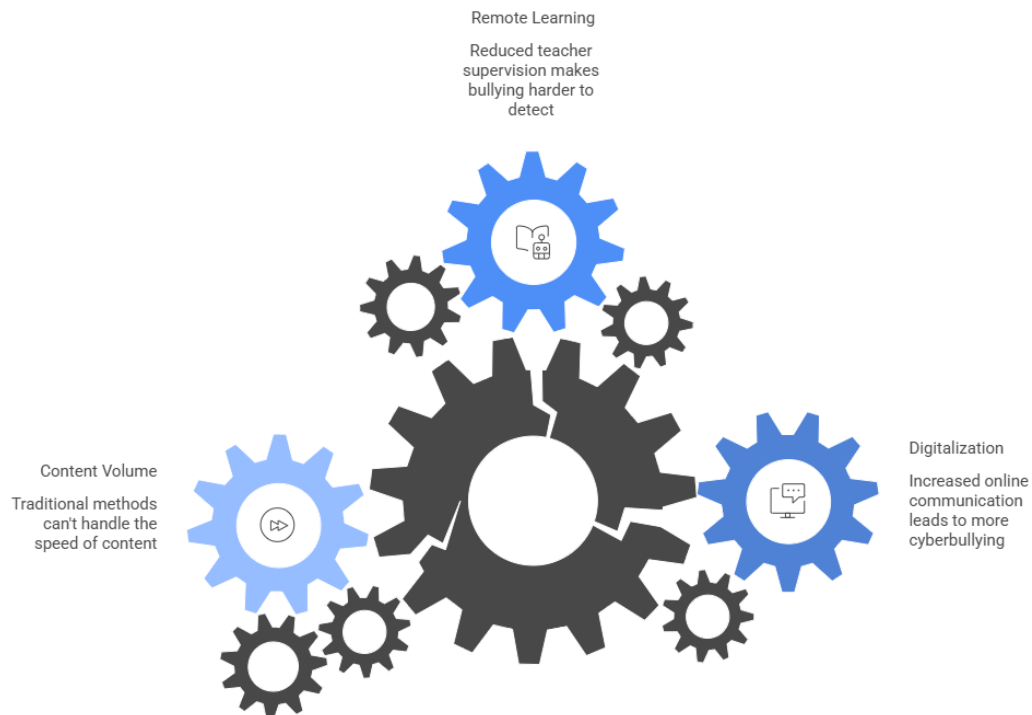 Remote Learning
Reduced teacher
supervision makes
bullying harder to
detect
Content Volume
Traditional methods
can't handle the
speed of content
Digitalization
Increased online
communication
leads to more
cyberbullying